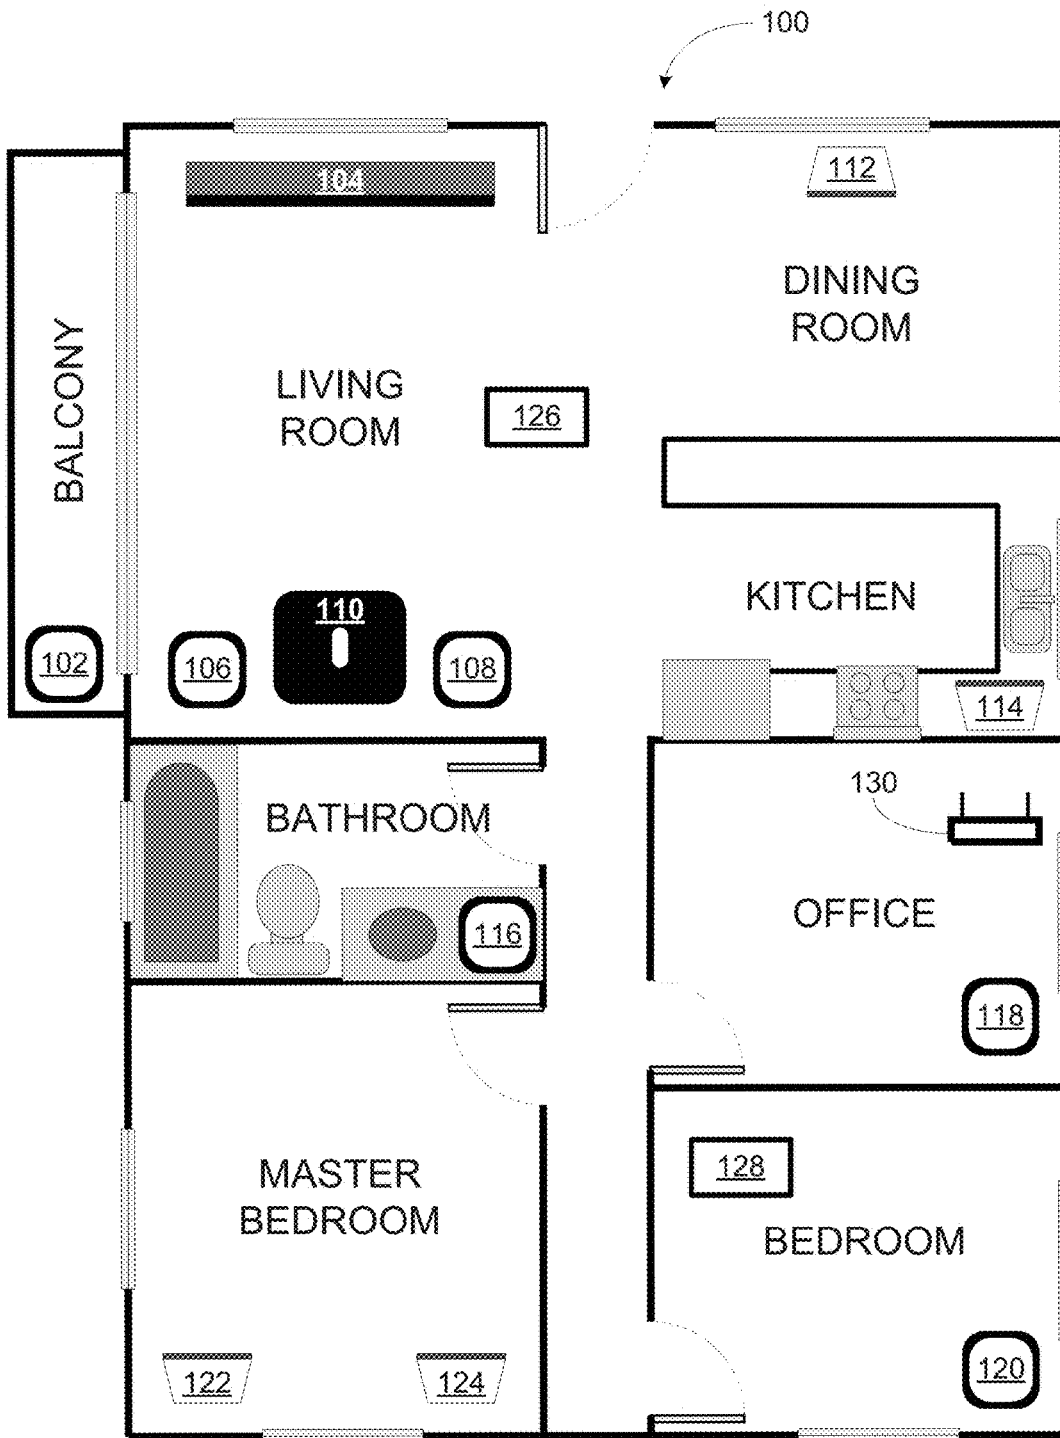 100
104
112
DINING
ROOM
BALCONY
LIVING
ROOM
126
KITCHEN
110
102
106
108
114
BATHROOM
130
OFFICE
116
118
MASTER
BEDROOM
128
BEDROOM
122
124
120